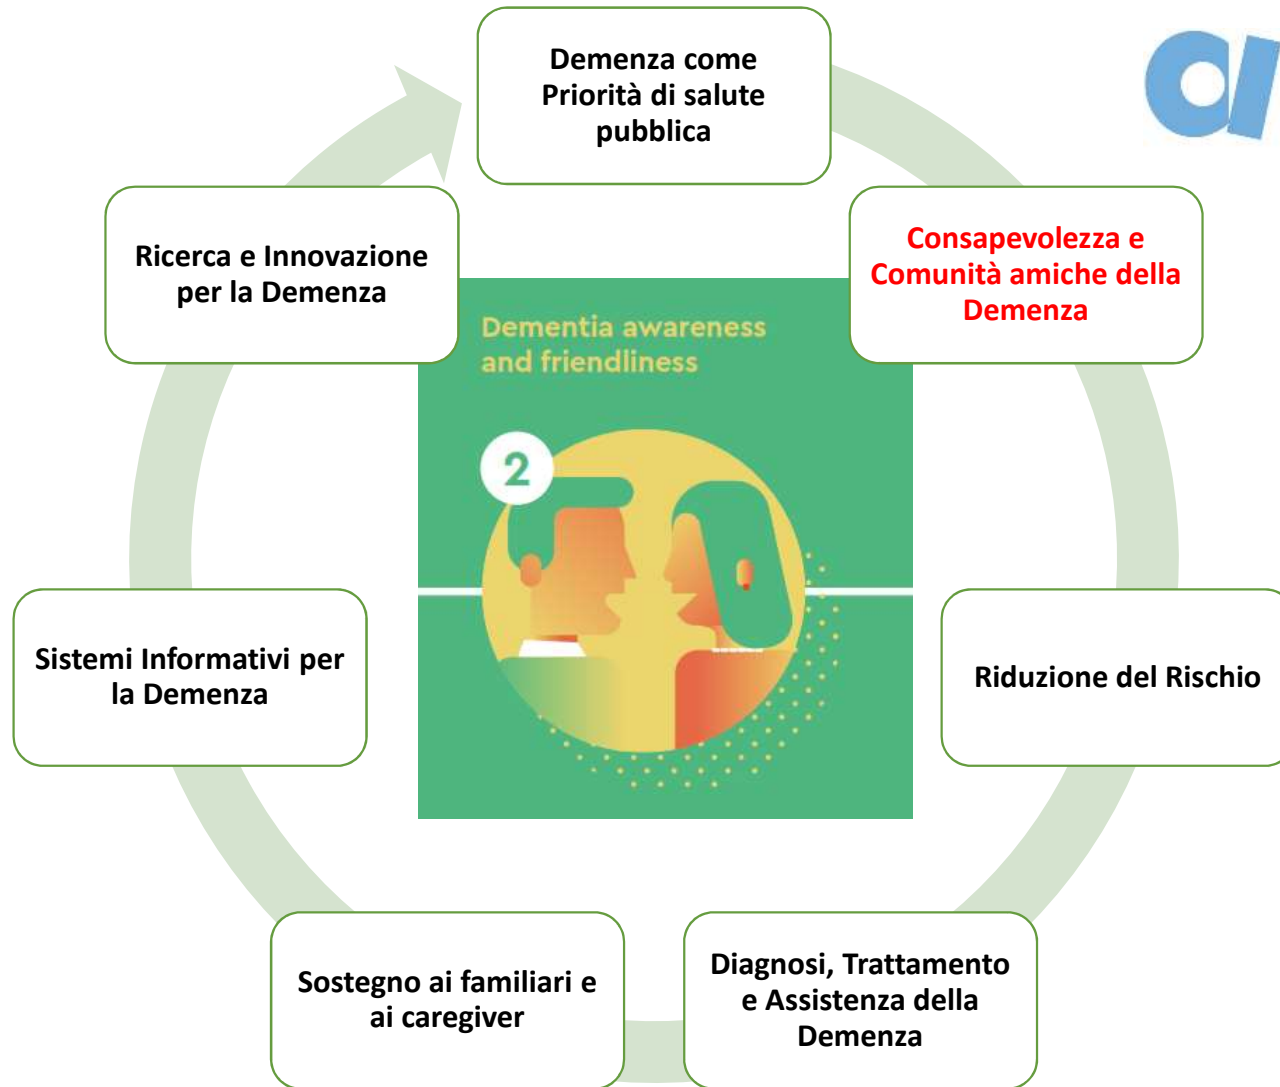 Demenza come
Priorità di salute
pubblica
Consapevolezza e
Comunità amiche della
Demenza
Riduzione del Rischio
Diagnosi, Trattamento
e Assistenza della
Demenza
Sostegno ai familiari e
ai caregiver
Sistemi Informativi per
la Demenza
Ricerca e Innovazione
per la Demenza
Dementia awareness
and friendliness
2